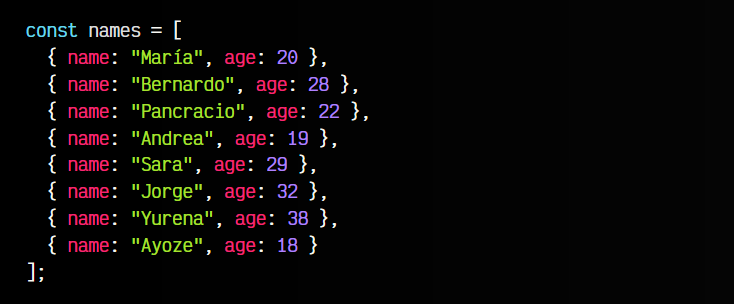 const names = [
  { name: "María", age: 20 },
  { name: "Bernardo", age: 28 },
  { name: "Pancracio", age: 22 },
  { name: "Andrea", age: 19 },
  { name: "Sara", age: 29 },
  { name: "Jorge", age: 32 },
  { name: "Yurena", age: 38 },
  { name: "Ayoze", age: 18 }
];